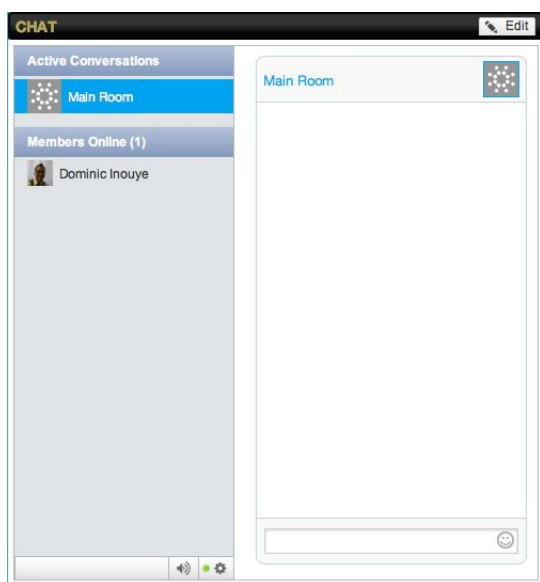 CHAT
Edit
Active Conversations
Main Room
Members Online (1)
Dominic Inouye
Main Room